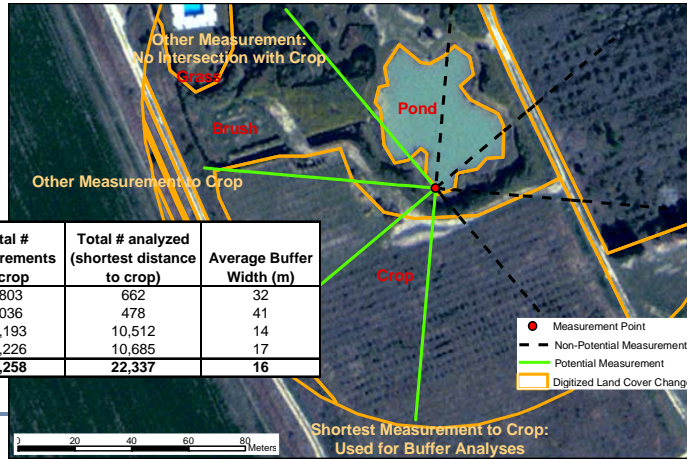 Other Measurement:
No Intersection with Crop
Grass
Pond
Brush
Other Measurement to Crop
Total # analyzed
(shortest distance
to crop)
Average Buffer
Width (m)
crop
803 662 32
036 478 41
,193 10,512 14
,226 10,685 17
,258 22,337 16
Crop
Measurement Point
Non-Potential Measurement
Potential Measurement
Digitized Land Cover Change
Shortest Measurement to Crop:
Used for Buffer Analyses
0 10 20 40 60 80
Meters